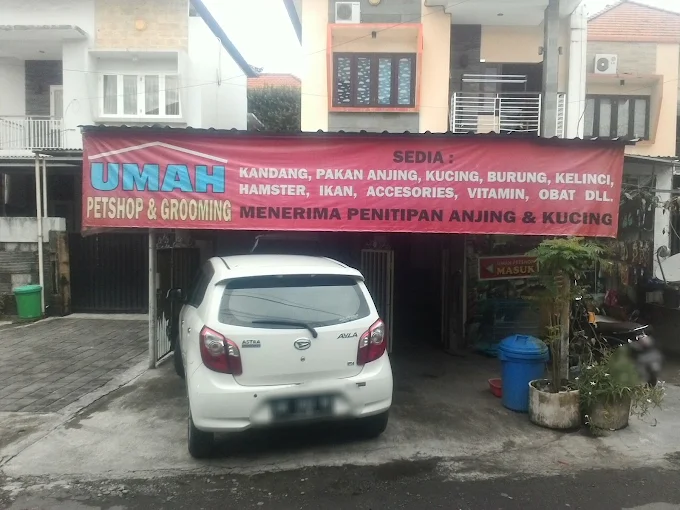 UMAH
PETSHOP & GROOMING
SEDIA :
KANDANG, PAKAN ANJING, KUCING, BURUNG, KELINCI,
HAMSTER, IKAN, ACCESORIES, VITAMIN, OBAT DLL.
MENERIMA PENITIPAN ANJING & KUCING
MASUK
ASTRA
AYLA